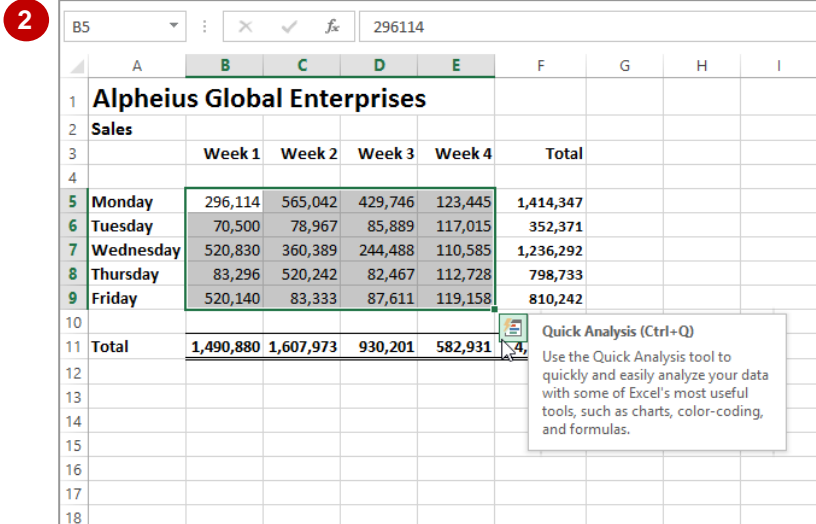 2
B5 fx 296114
A B C D E F G H I
1 Alpheius Global Enterprises
2 Sales
3 Week 1 Week 2 Week 3 Week 4 Total
4
5 Monday 296,114 565,042 429,746 123,445 1,414,347
6 Tuesday 70,500 78,967 85,889 117,015 352,371
7 Wednesday 520,830 360,389 244,488 110,585 1,236,292
8 Thursday 83,296 520,242 82,467 112,728 798,733
9 Friday 520,140 83,333 87,611 119,158 810,242
10
11 Total 1,490,880 1,607,973 930,201 582,931 4,
Quick Analysis (Ctrl+Q)
Use the Quick Analysis tool to
quickly and easily analyze your data
with some of Excel's most useful
tools, such as charts, color-coding,
and formulas.
12
13
14
15
16
17
18